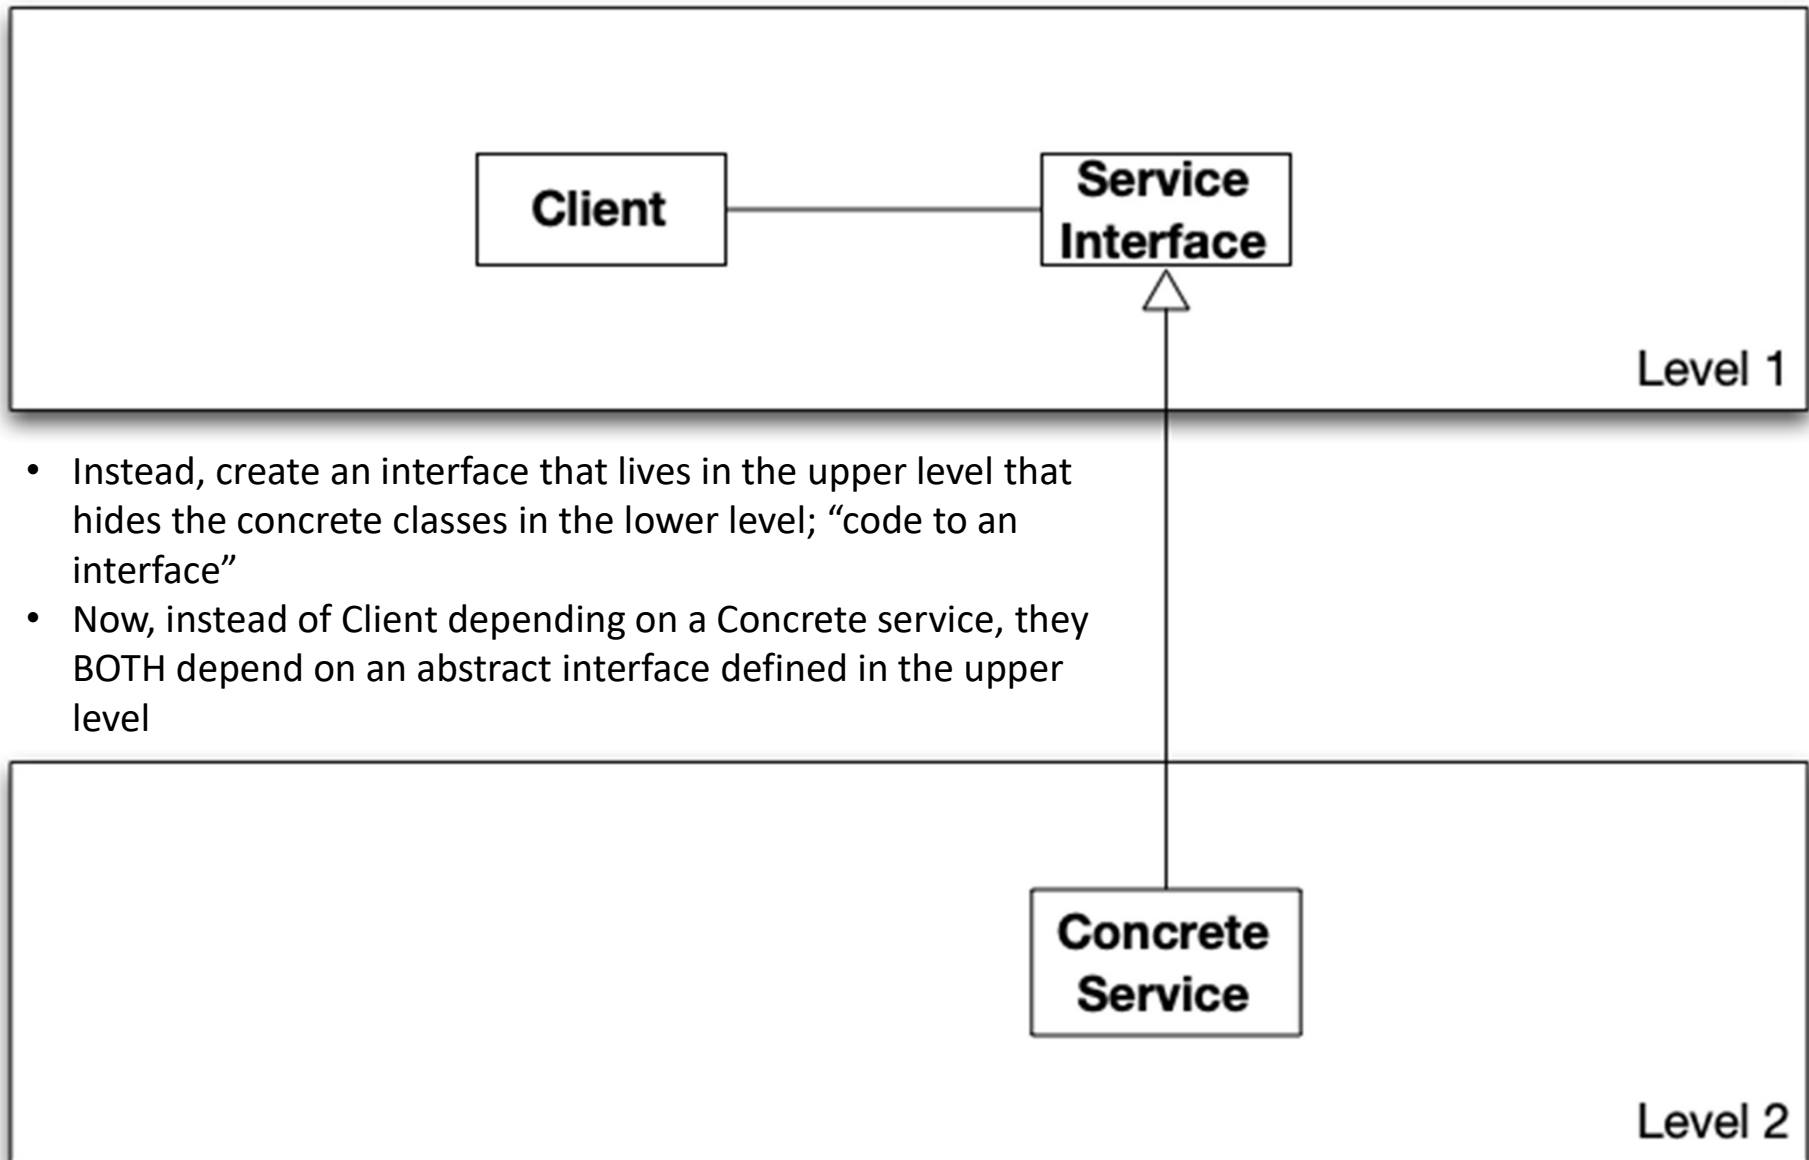 Client
Service
Interface
Level 1
• Instead, create an interface that lives in the upper level that
hides the concrete classes in the lower level; “code to an
interface”
• Now, instead of Client depending on a Concrete service, they
BOTH depend on an abstract interface defined in the upper
level
Concrete
Service
Level 2